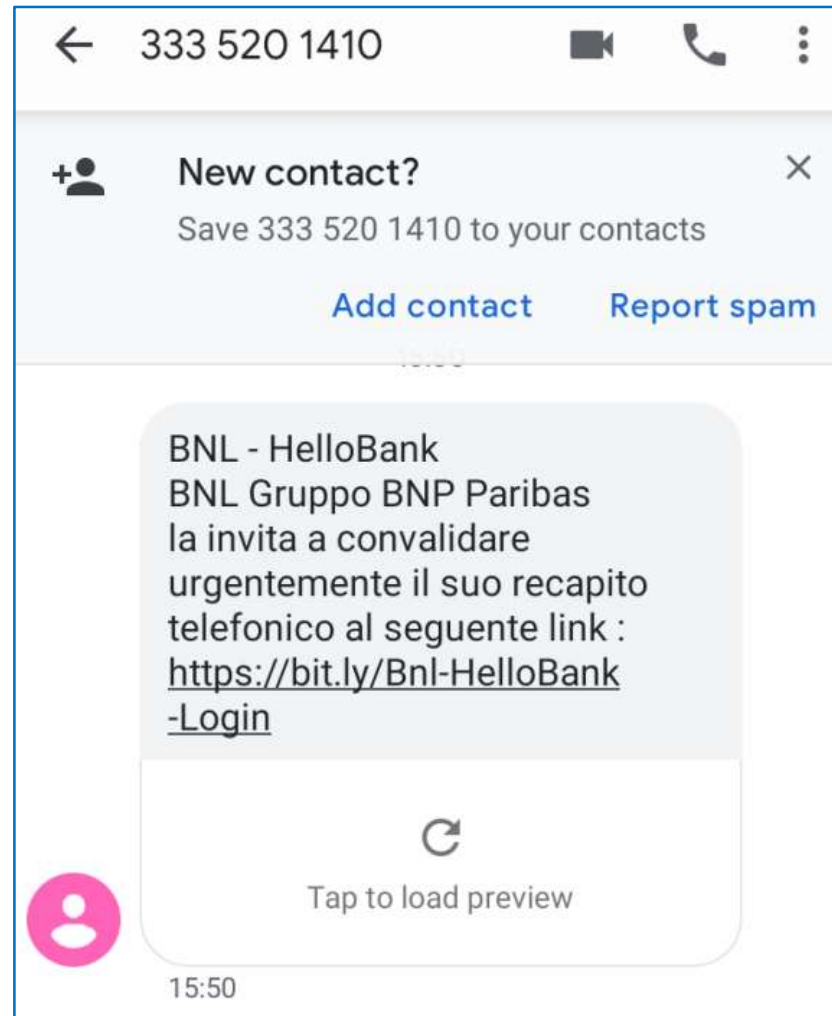 333 520 1410
New contact?
Save 333 520 1410 to your contacts
Add contact Report spam
15:50
BNL - HelloBank
BNL Gruppo BNP Paribas
la invita a convalidare
urgentemente il suo recapito
telefonico al seguente link :
https://bit.ly/Bnl-HelloBank
-Login
Tap to load preview
15:50